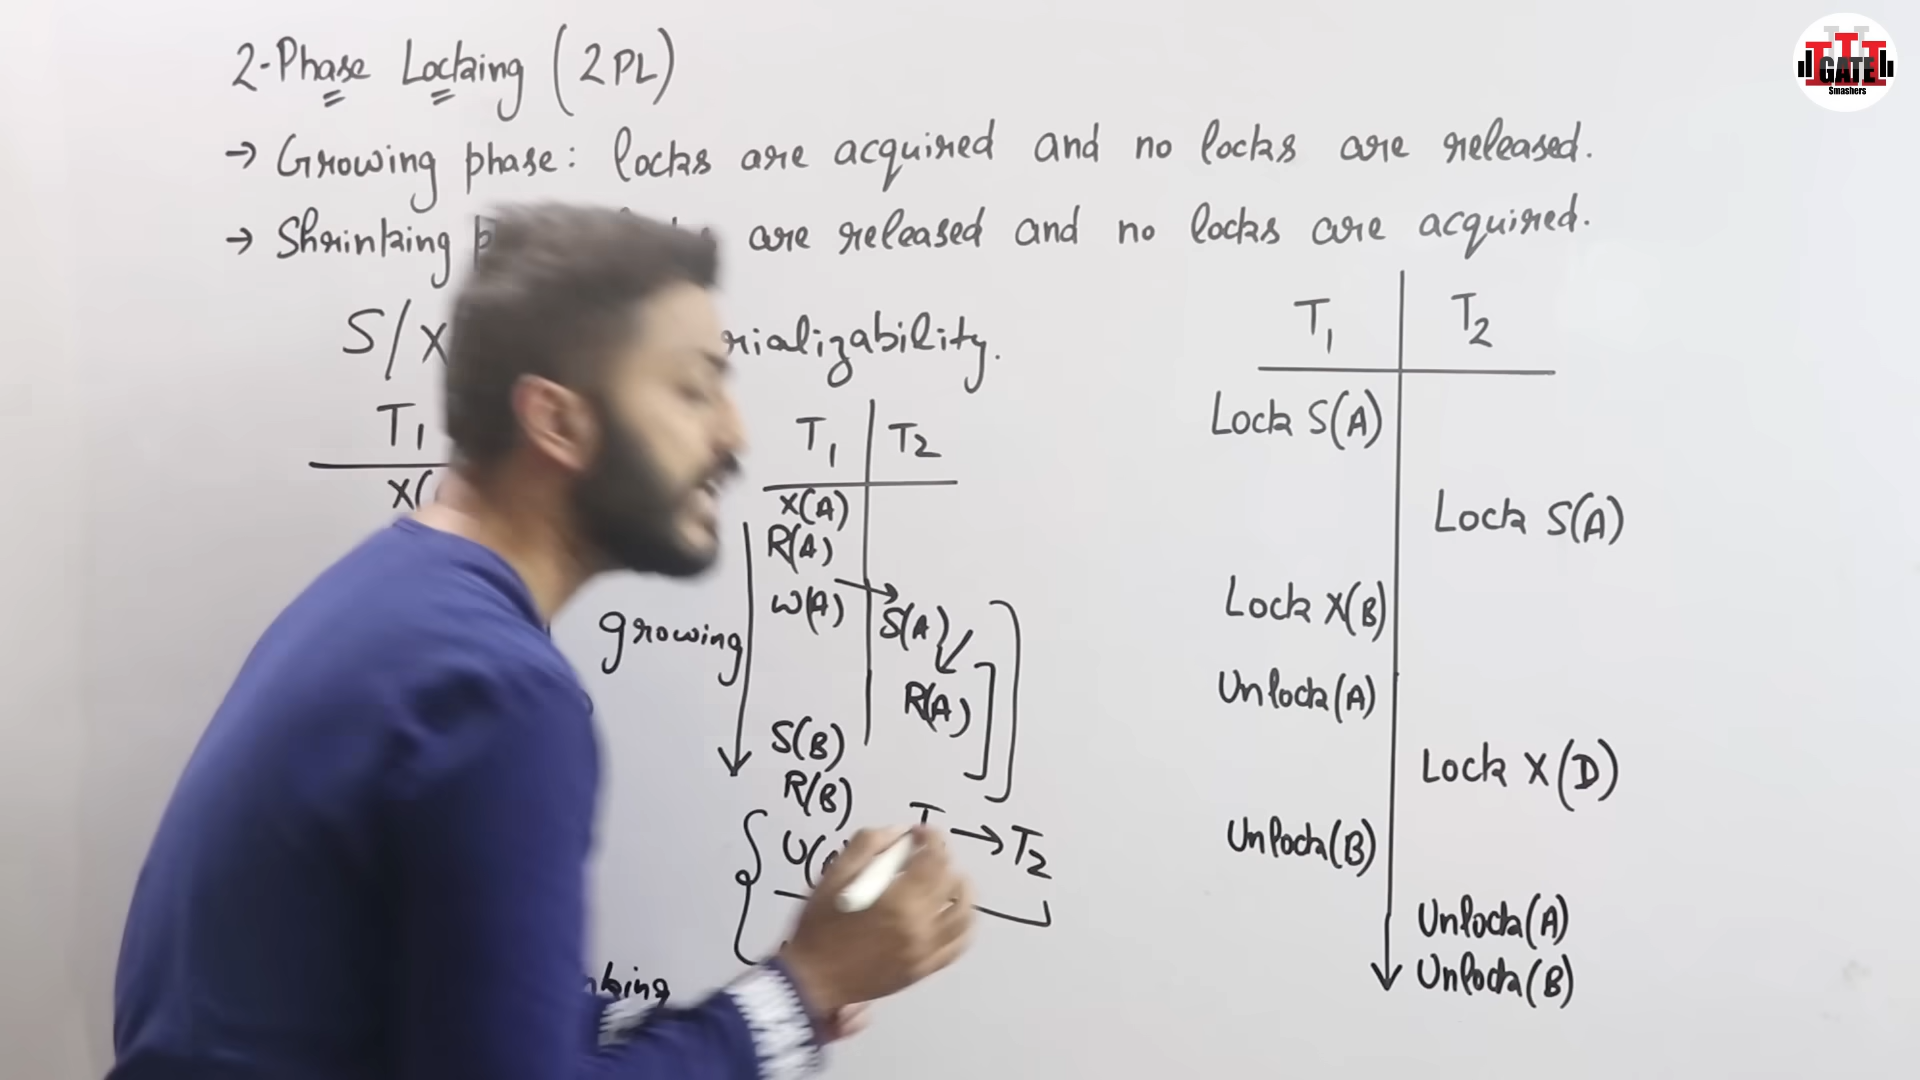 2-Phase Locking (2PL)
→ Growing phase: locks are acquired and no locks are released.
→ Shrinking are released and no locks are acquired.
S/X rializability.
T1
X(
T1 T2
X(A)
R(A)
W(A)
S(A)
growing
R(A)
S(B)
R(B)
→ T2
U(
nking
T1 T2
Lock S(A)
Lock S(A)
Lock X(B)
Unlock(A)
Lock X(D)
Unlock(B)
Unlock(A)
Unlock(B)
GATE
Smashers